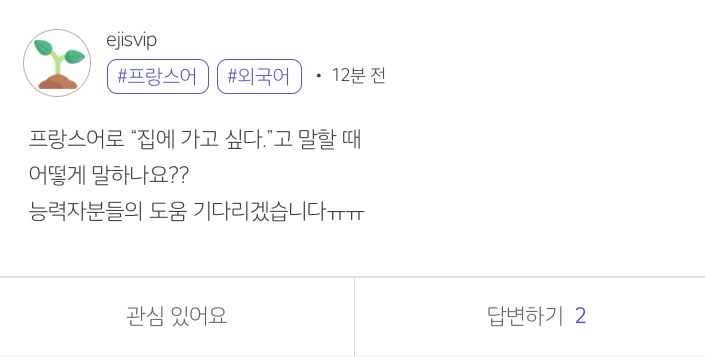 ejisvip
#프랑스어 #외국어 • 12분 전
프랑스어로 “집에 가고 싶다.”고 말할 때
어떻게 말하나요??
능력자분들의 도움 기다리겠습니다ㅠㅠ
관심 있어요 답변하기 2